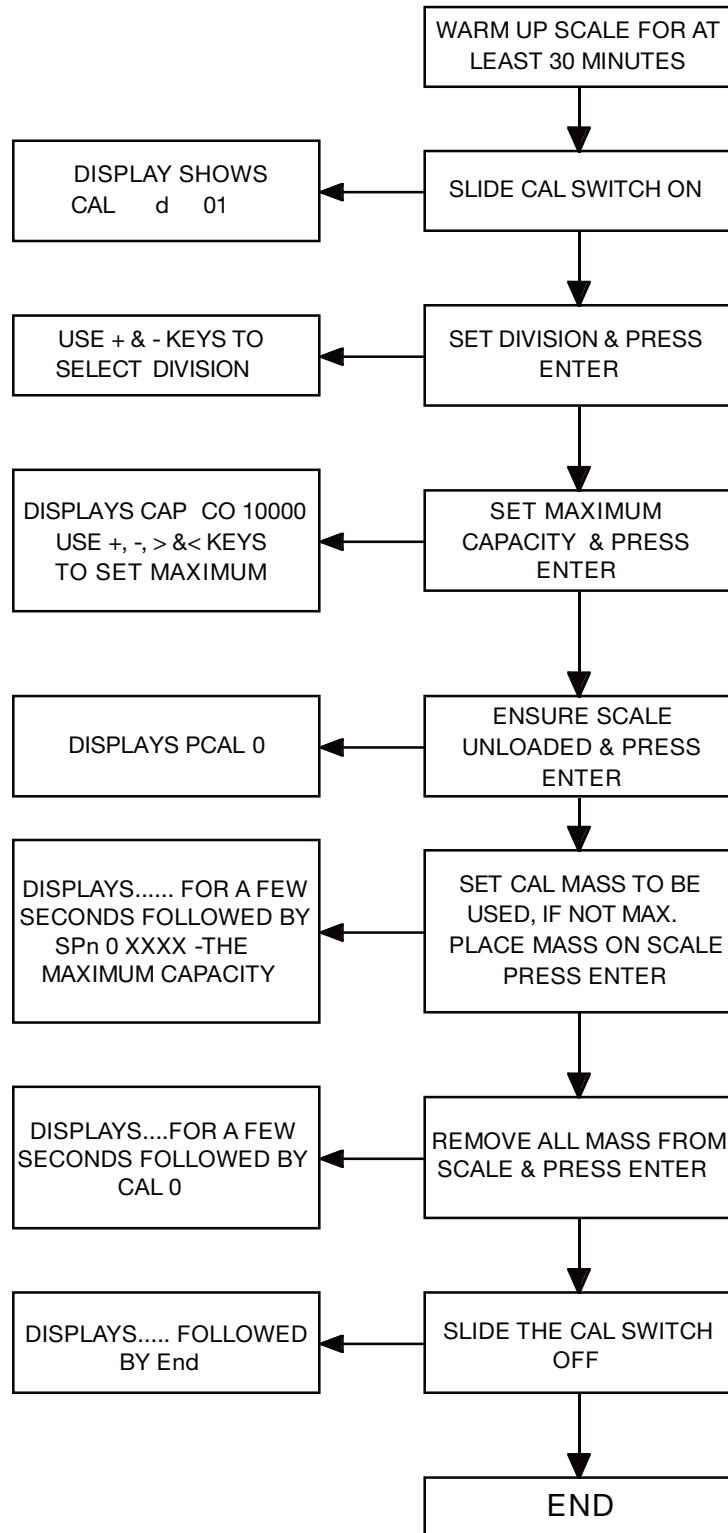 WARM UP SCALE FOR AT
LEAST 30 MINUTES
DISPLAY SHOWS
CAL d 01
SLIDE CAL SWITCH ON
USE + & - KEYS TO
SELECT DIVISION
SET DIVISION & PRESS
ENTER
DISPLAYS CAP CO 10000
USE +, -, > &< KEYS
TO SET MAXIMUM
SET MAXIMUM
CAPACITY & PRESS
ENTER
DISPLAYS PCAL 0
ENSURE SCALE
UNLOADED & PRESS
ENTER
DISPLAYS...... FOR A FEW
SECONDS FOLLOWED BY
SPn 0 XXXX -THE
MAXIMUM CAPACITY
SET CAL MASS TO BE
USED, IF NOT MAX.
PLACE MASS ON SCALE
PRESS ENTER
DISPLAYS....FOR A FEW
SECONDS FOLLOWED BY
CAL 0
REMOVE ALL MASS FROM
SCALE & PRESS ENTER
DISPLAYS..... FOLLOWED
BY End
SLIDE THE CAL SWITCH
OFF
END